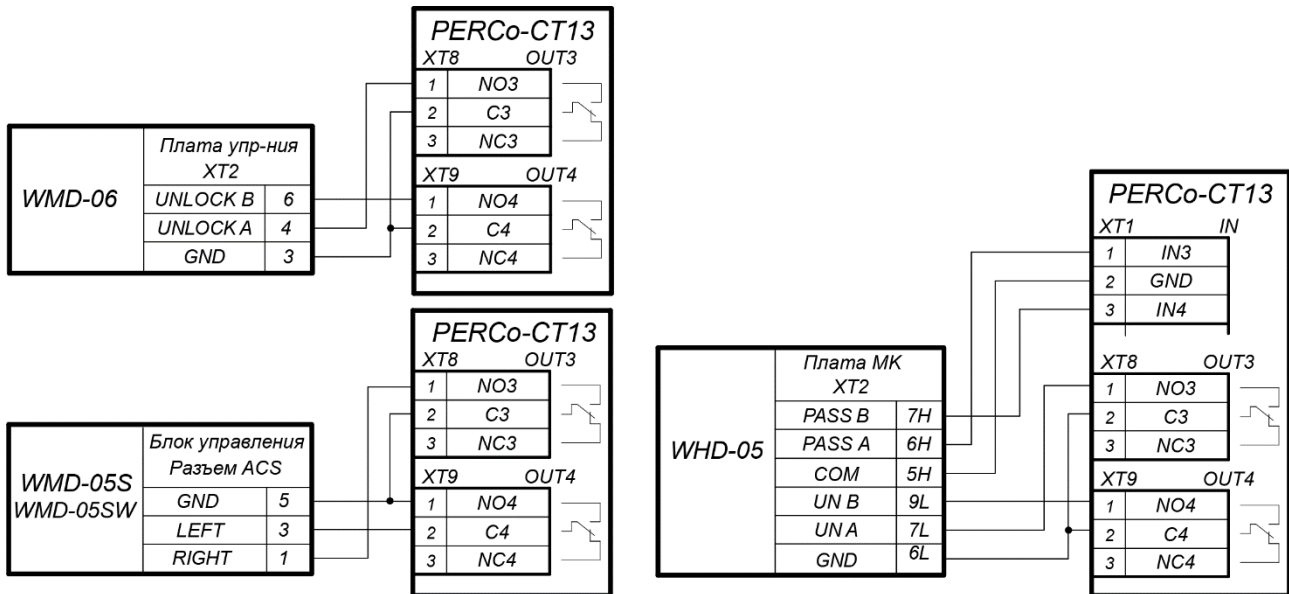 PERCo-CT13
XT8 OUT3
1 NO3
2 C3
3 NC3
XT9 OUT4
1 NO4
2 C4
3 NC4
WMD-06
Плата упр-ния
XT2
UNLOCK B 6
UNLOCK A 4
GND 3
PERCo-CT13
XT8 OUT3
1 NO3
2 C3
3 NC3
XT9 OUT4
1 NO4
2 C4
3 NC4
WMD-05S
WMD-05SW
Блок управления
Разъем ACS
GND 5
LEFT 3
RIGHT 1
PERCo-CT13
XT1 IN
1 IN3
2 GND
3 IN4
XT8 OUT3
1 NO3
2 C3
3 NC3
XT9 OUT4
1 NO4
2 C4
3 NC4
WHD-05
Плата МК
XT2
PASS B 7H
PASS A 6H
COM 5H
UN B 9L
UN A 7L
GND 6L